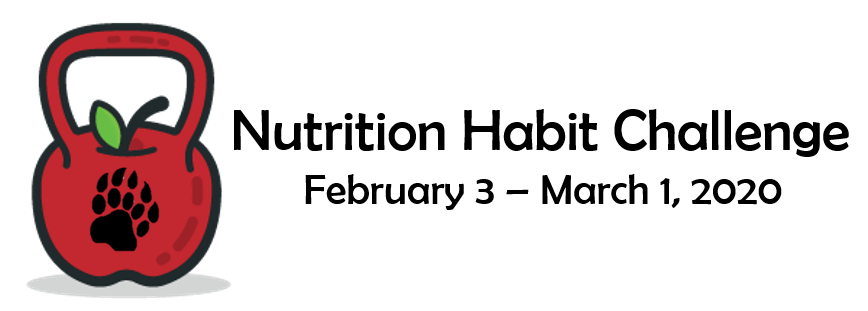 Nutrition Habit Challenge
February 3 – March 1, 2020